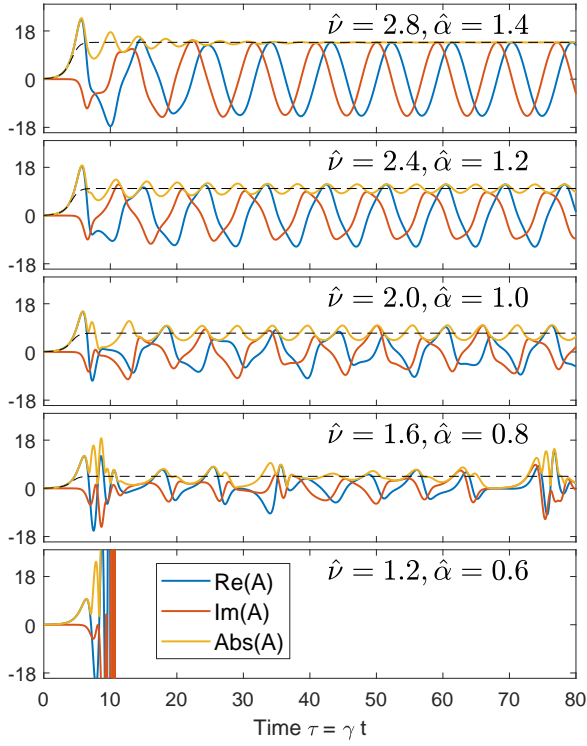 ν̂ = 2.8, α̂ = 1.4
18
0
-18
ν̂ = 2.4, α̂ = 1.2
18
0
-18
ν̂ = 2.0, α̂ = 1.0
18
0
-18
ν̂ = 1.6, α̂ = 0.8
18
0
-18
ν̂ = 1.2, α̂ = 0.6
18
0
-18
Re(A)
Im(A)
Abs(A)
0 10 20 30 40 50 60 70 80
Time τ = γ t